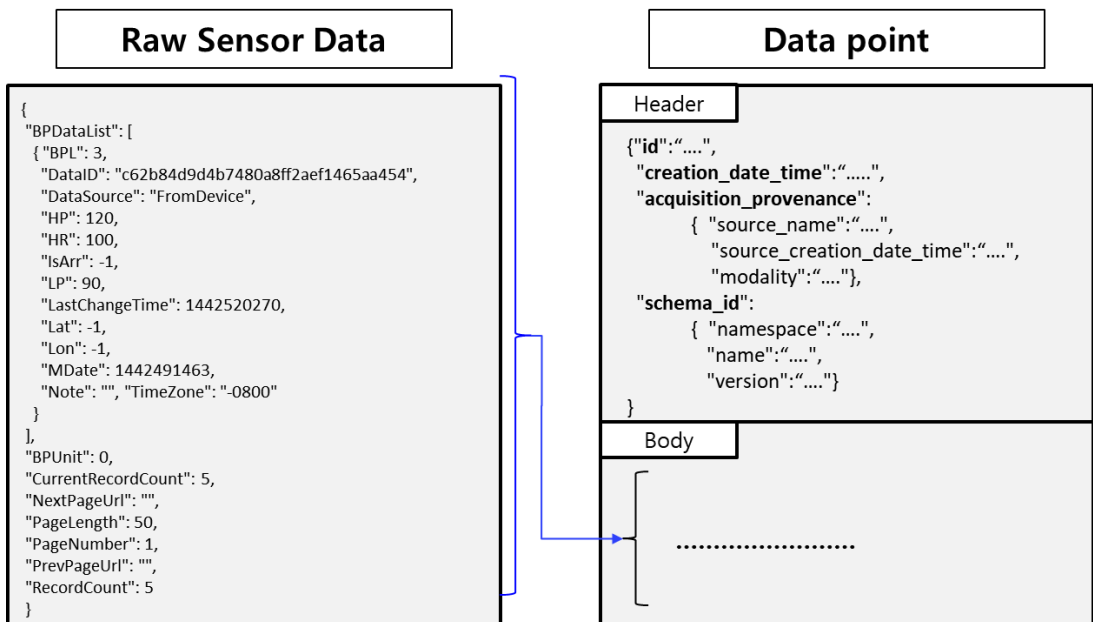 Raw Sensor Data
{
"BPDataList": [
{ "BPL": 3,
"DataID": "c62b84d9d4b7480a8ff2aef1465aa454",
"DataSource": "FromDevice",
"HP": 120,
"HR": 100,
"IsArr": -1,
"LP": 90,
"LastChangeTime": 1442520270,
"Lat": -1,
"Lon": -1,
"MDate": 1442491463,
"Note": "", "TimeZone": "-0800"
}
],
"BPUnit": 0,
"CurrentRecordCount": 5,
"NextPageUrl": "",
"PageLength": 50,
"PageNumber": 1,
"PrevPageUrl": "",
"RecordCount": 5
}
Data point
Header
{"id":“....",
"creation_date_time":“.....",
"acquisition_provenance":
{ "source_name":“....",
"source_creation_date_time":“....",
"modality":“...."},
"schema_id":
{ "namespace":“....",
"name":“....",
"version":“...."}
}
Body
........................